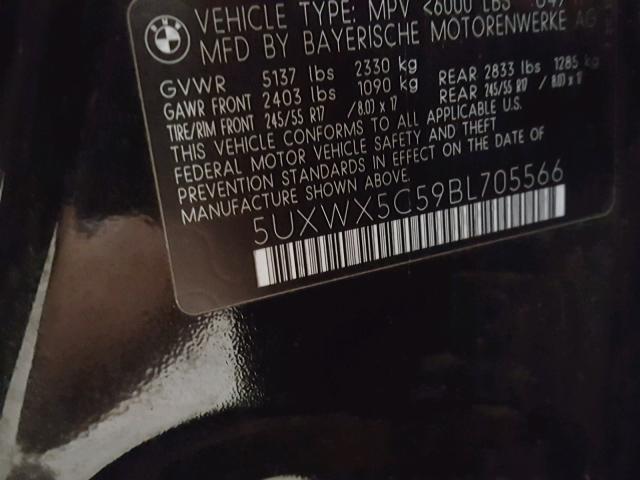 BMW
VEHICLE TYPE: MPV <6000 LBS
MFD BY BAYERISCHE MOTORENWERKE AG
GVWR 5137 lbs 2330 kg
GAWR FRONT 2403 lbs 1090 kg REAR 2833 lbs 1285 kg
TIRE/RIM FRONT 245/55 R17 / 8.0J x 17 REAR 245/55 R17 / 8.0J x 17
THIS VEHICLE CONFORMS TO ALL APPLICABLE U.S.
FEDERAL MOTOR VEHICLE SAFETY AND THEFT
PREVENTION STANDARDS IN EFFECT ON THE DATE OF
MANUFACTURE SHOWN ABOVE.
5UXWX5C59BL705566